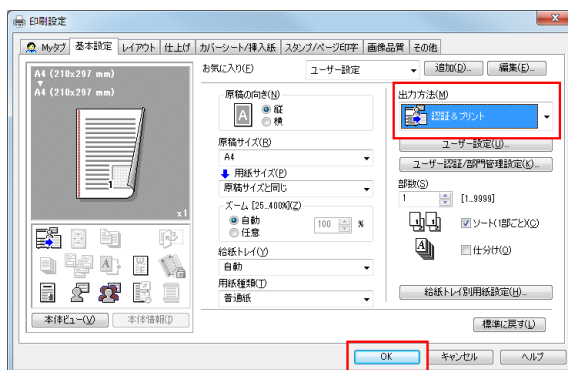 印刷設定
Myタブ 基本設定 レイアウト 仕上げ カバーシート/挿入紙 スタンプ/ページ印字 画像品質 その他
A4 (210x297 mm)
A4 (210x297 mm)
1
x1
本体ビュー(V) 本体情報(I)
お気に入り(F) ユーザー設定 追加(D)... 編集(E)...
原稿の向き(N)
A 縦
横
原稿サイズ(R)
A4
用紙サイズ(P)
原稿サイズと同じ
ズーム [25..400%](Z)
自動
任意
100 %
給紙トレイ(Y)
自動
用紙種類(T)
普通紙
出力方法(M)
認証&プリント
ユーザー設定(U)...
ユーザー認証/部門管理設定(K)...
部数(S)
1 [1..9999]
ソート(1部ごと)(C)
仕分け(O)
給紙トレイ別用紙設定(H)...
標準に戻す(L)
OK キャンセル ヘルプ